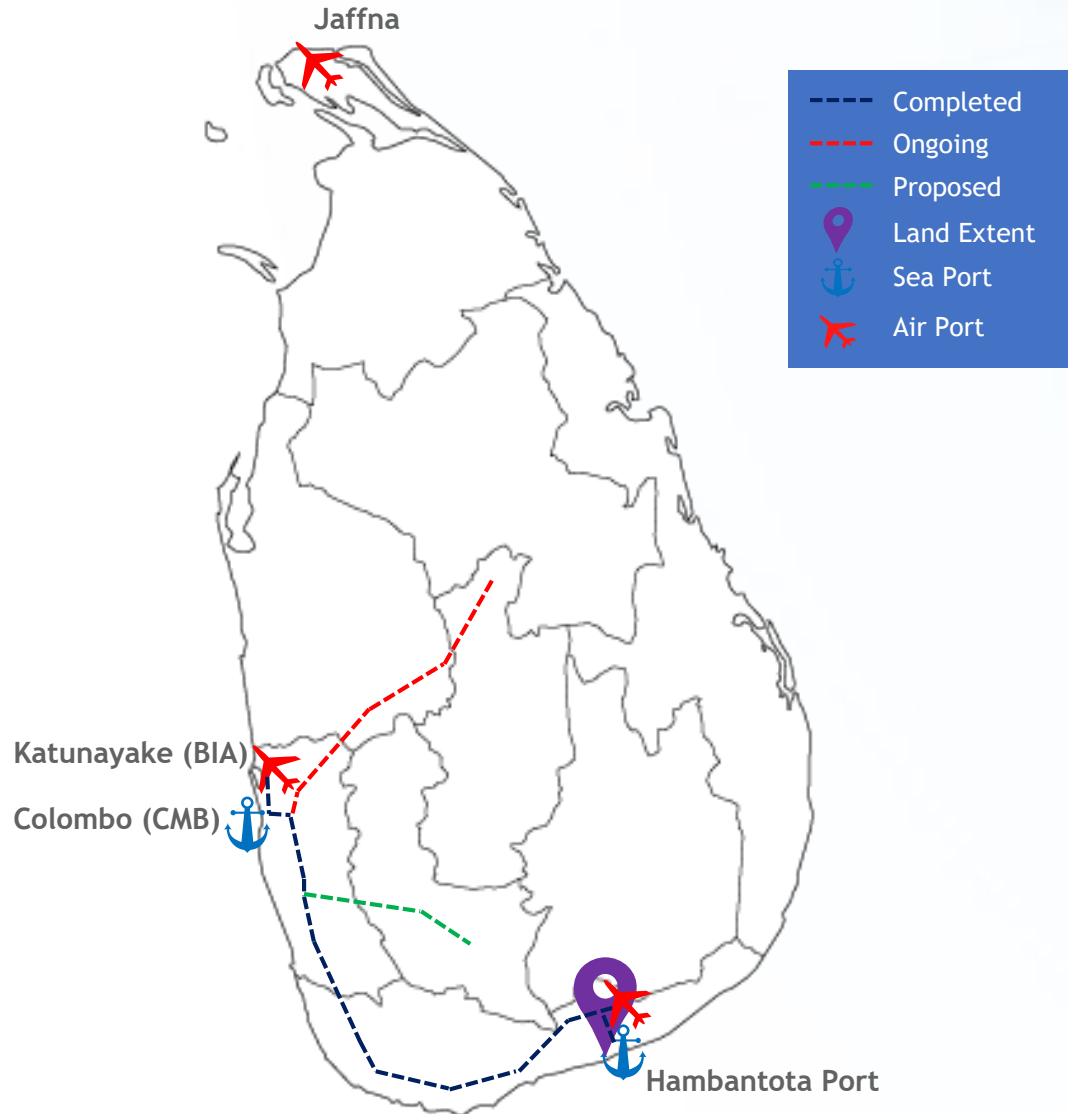 Jaffna
Completed
Ongoing
Proposed
Land Extent
Sea Port
Air Port
Katunayake (BIA)
Colombo (CMB)
Hambantota Port